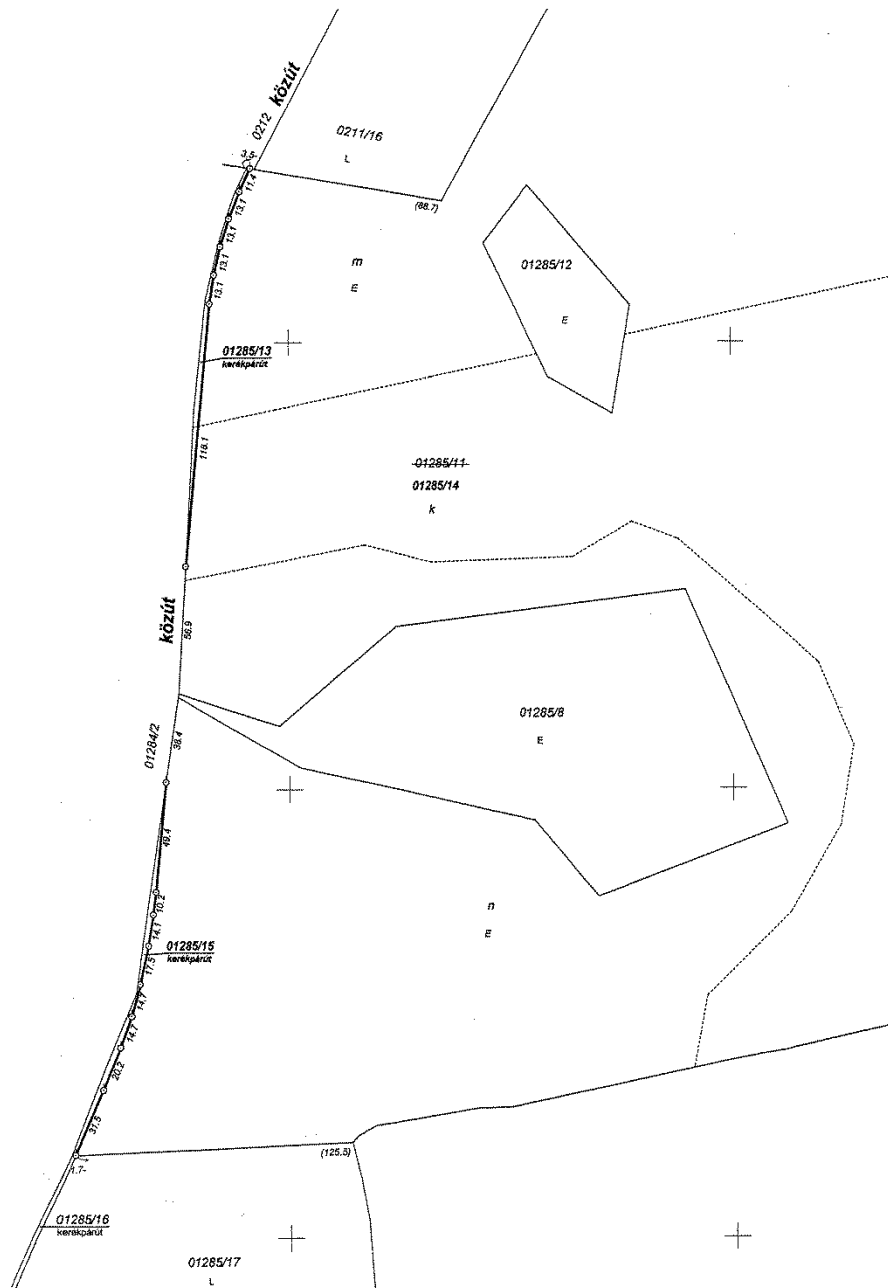 0212 közút
0211/16
L
3.5
11.4
(88.7)
13.1
13.1
13.1
13.1
m
E
01285/12
E
01285/13
kerékpárút
118.1
01285/11
01285/14
k
közút
56.9
01285/8
E
01284/2
38.4
49.4
n
E
10.2
14.1
01285/15
kerékpárút
17.5
14.7
14.7
20.2
31.5
(125.5)
1.7
01285/16
kerékpárút
01285/17
L